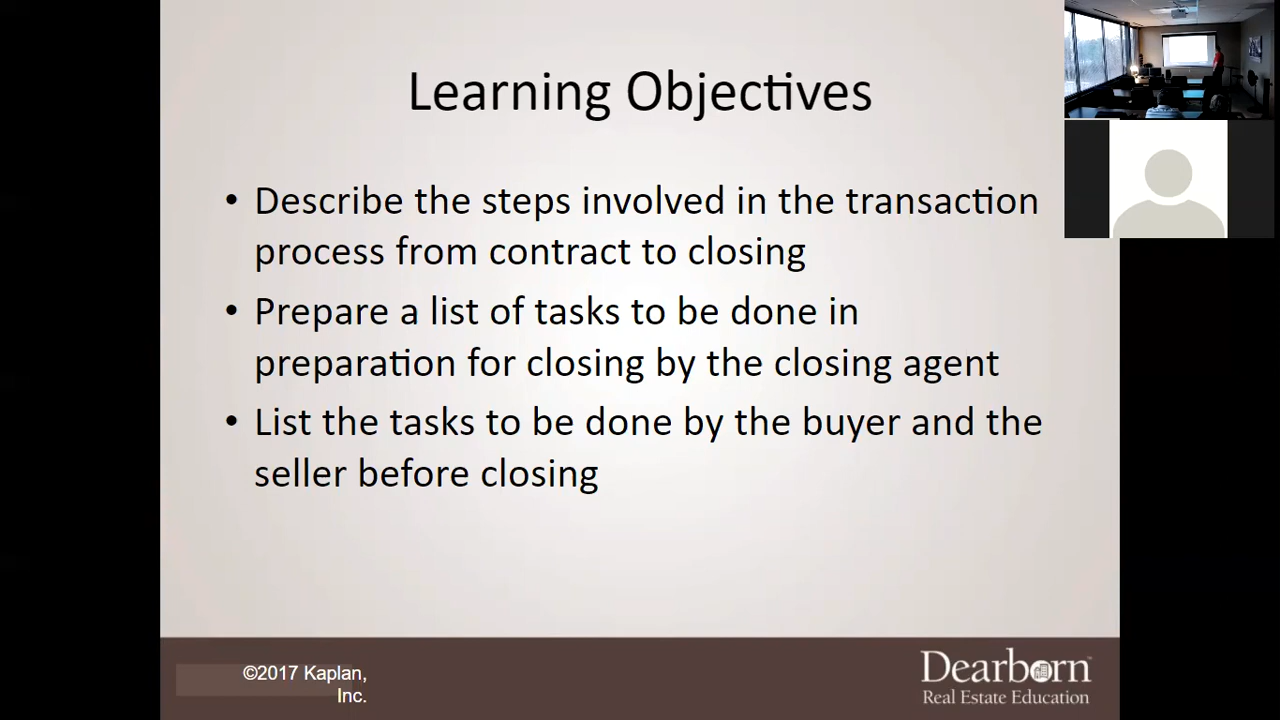 Learning Objectives
• Describe the steps involved in the transaction
process from contract to closing
• Prepare a list of tasks to be done in
preparation for closing by the closing agent
• List the tasks to be done by the buyer and the
seller before closing
©2017 Kaplan,
Inc.
Dearborn™
Real Estate Education